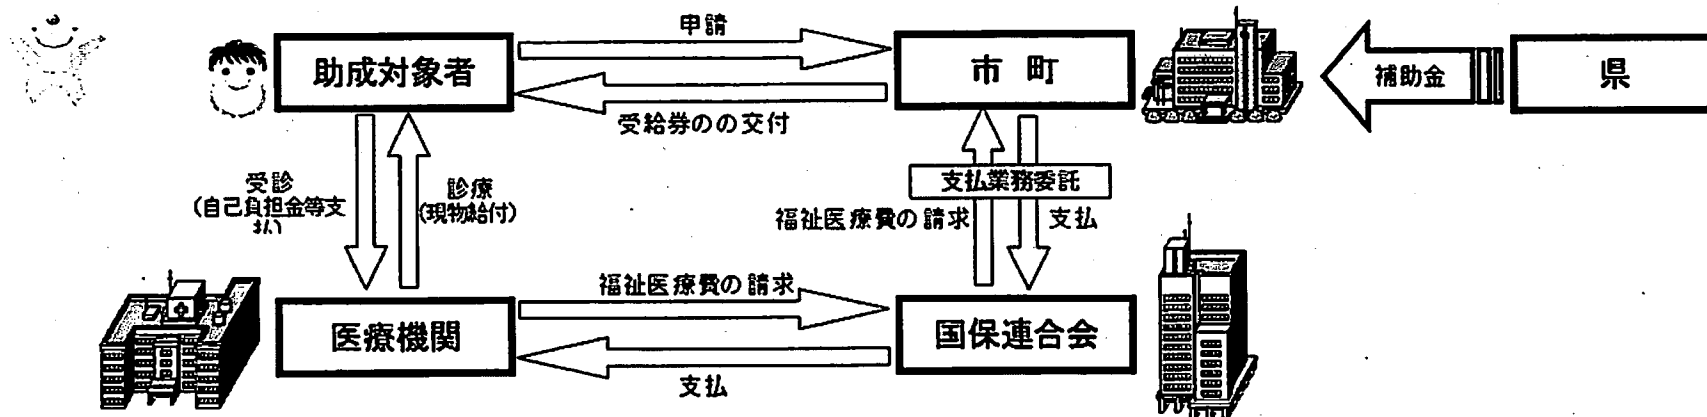 申請
助成対象者
市 町
補助金
県
受給券のの交付
支払業務委託
受診
(自己負担金等支
払)
診療
(現物給付)
福祉医療費の請求
支払
福祉医療費の請求
医療機関
国保連合会
支払